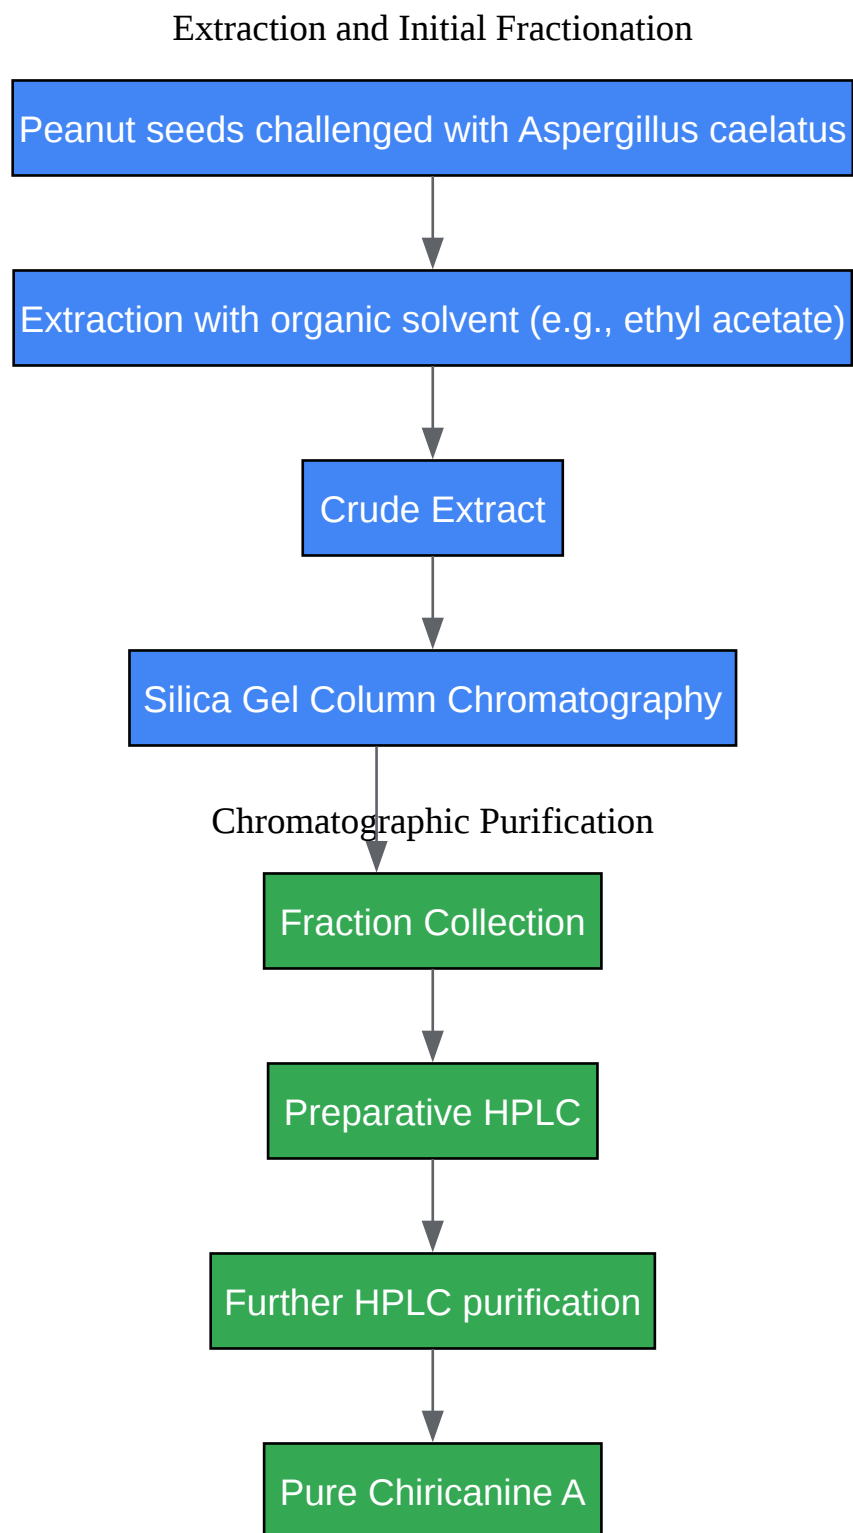 Extraction and Initial Fractionation
Peanut seeds challenged with Aspergillus caelatus
Extraction with organic solvent (e.g., ethyl acetate)
Crude Extract
Silica Gel Column Chromatography
Chromatographic Purification
Fraction Collection
Preparative HPLC
Further HPLC purification
Pure Chiricanine A